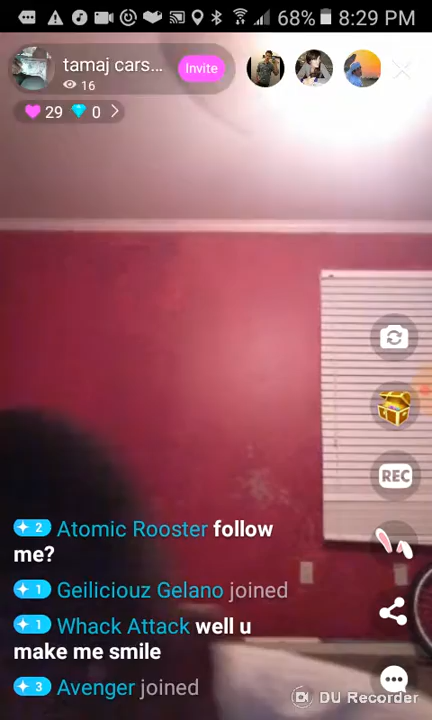 68% 8:29 PM
tamaj cars... Invite
16
29 0
REC
2 Atomic Rooster follow
me?
1 Geiliciouz Gelano joined
1 Whack Attack well u
make me smile
3 Avenger joined
DU Recorder